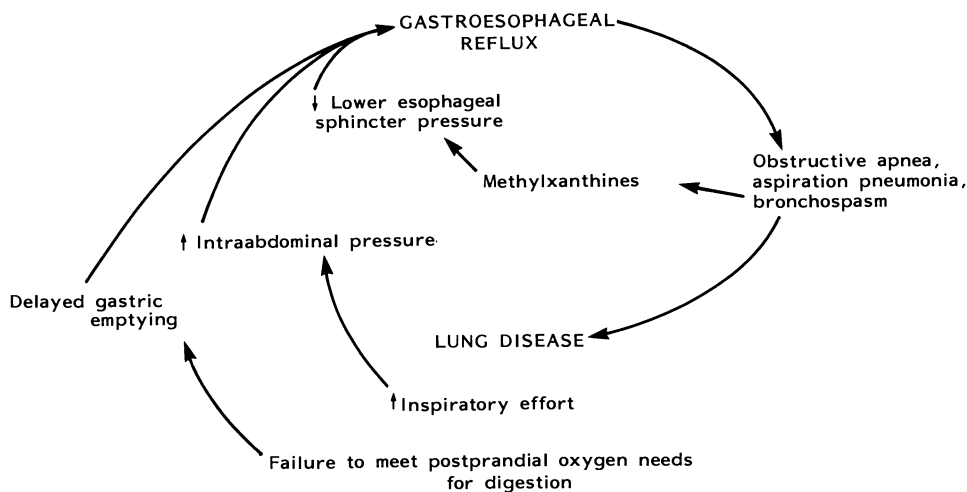 GASTROESOPHAGEAL
REFLUX
↓ Lower esophageal
sphincter pressure
Methylxanthines
Obstructive apnea,
aspiration pneumonia,
bronchospasm
↑ Intraabdominal pressure
Delayed gastric
emptying
LUNG DISEASE
↑ Inspiratory effort
Failure to meet postprandial oxygen needs
for digestion